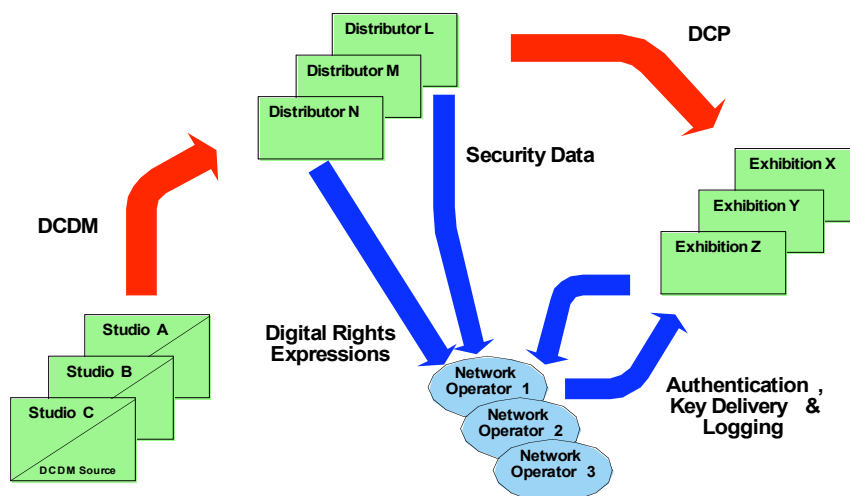 Distributor L
Distributor M
Distributor N
DCP
Security Data
Exhibition X
Exhibition Y
Exhibition Z
DCDM
Digital Rights
Expressions
Studio A
Studio B
Studio C
DCDM Source
Network
Operator 1
Network
Operator 2
Network
Operator 3
Authentication ,
Key Delivery &
Logging